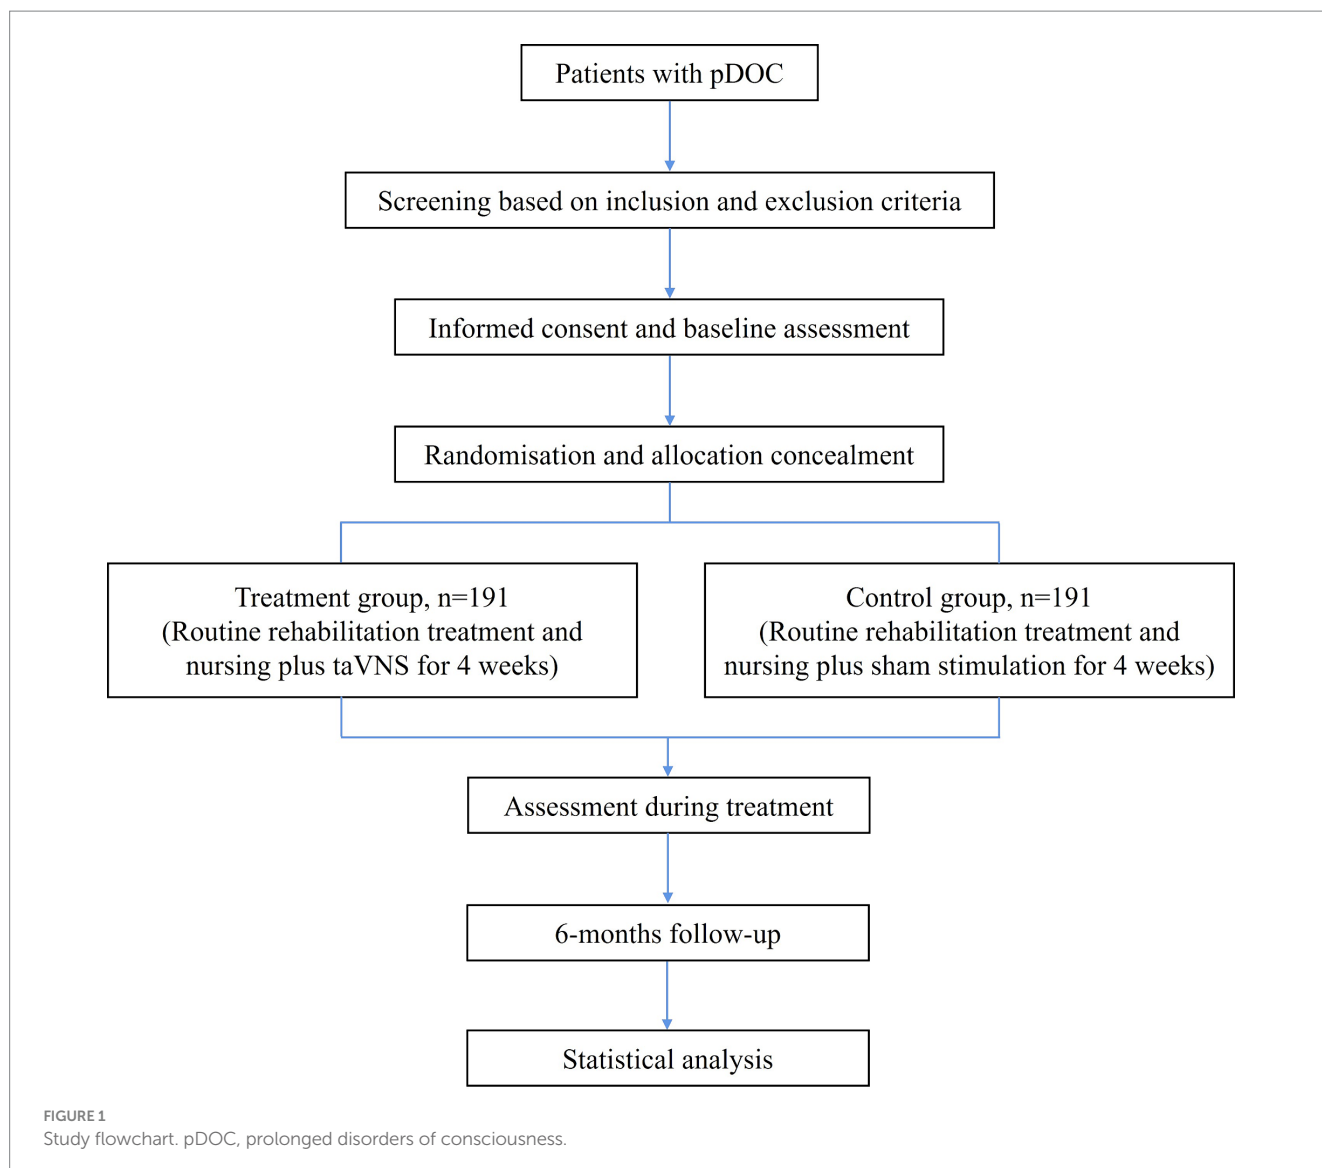 Patients with pDOC
Screening based on inclusion and exclusion criteria
Informed consent and baseline assessment
Randomisation and allocation concealment
Treatment group, n=191
(Routine rehabilitation treatment and
nursing plus taVNS for 4 weeks)
Control group, n=191
(Routine rehabilitation treatment and
nursing plus sham stimulation for 4 weeks)
Assessment during treatment
6-months follow-up
Statistical analysis
FIGURE 1
Study flowchart. pDOC, prolonged disorders of consciousness.